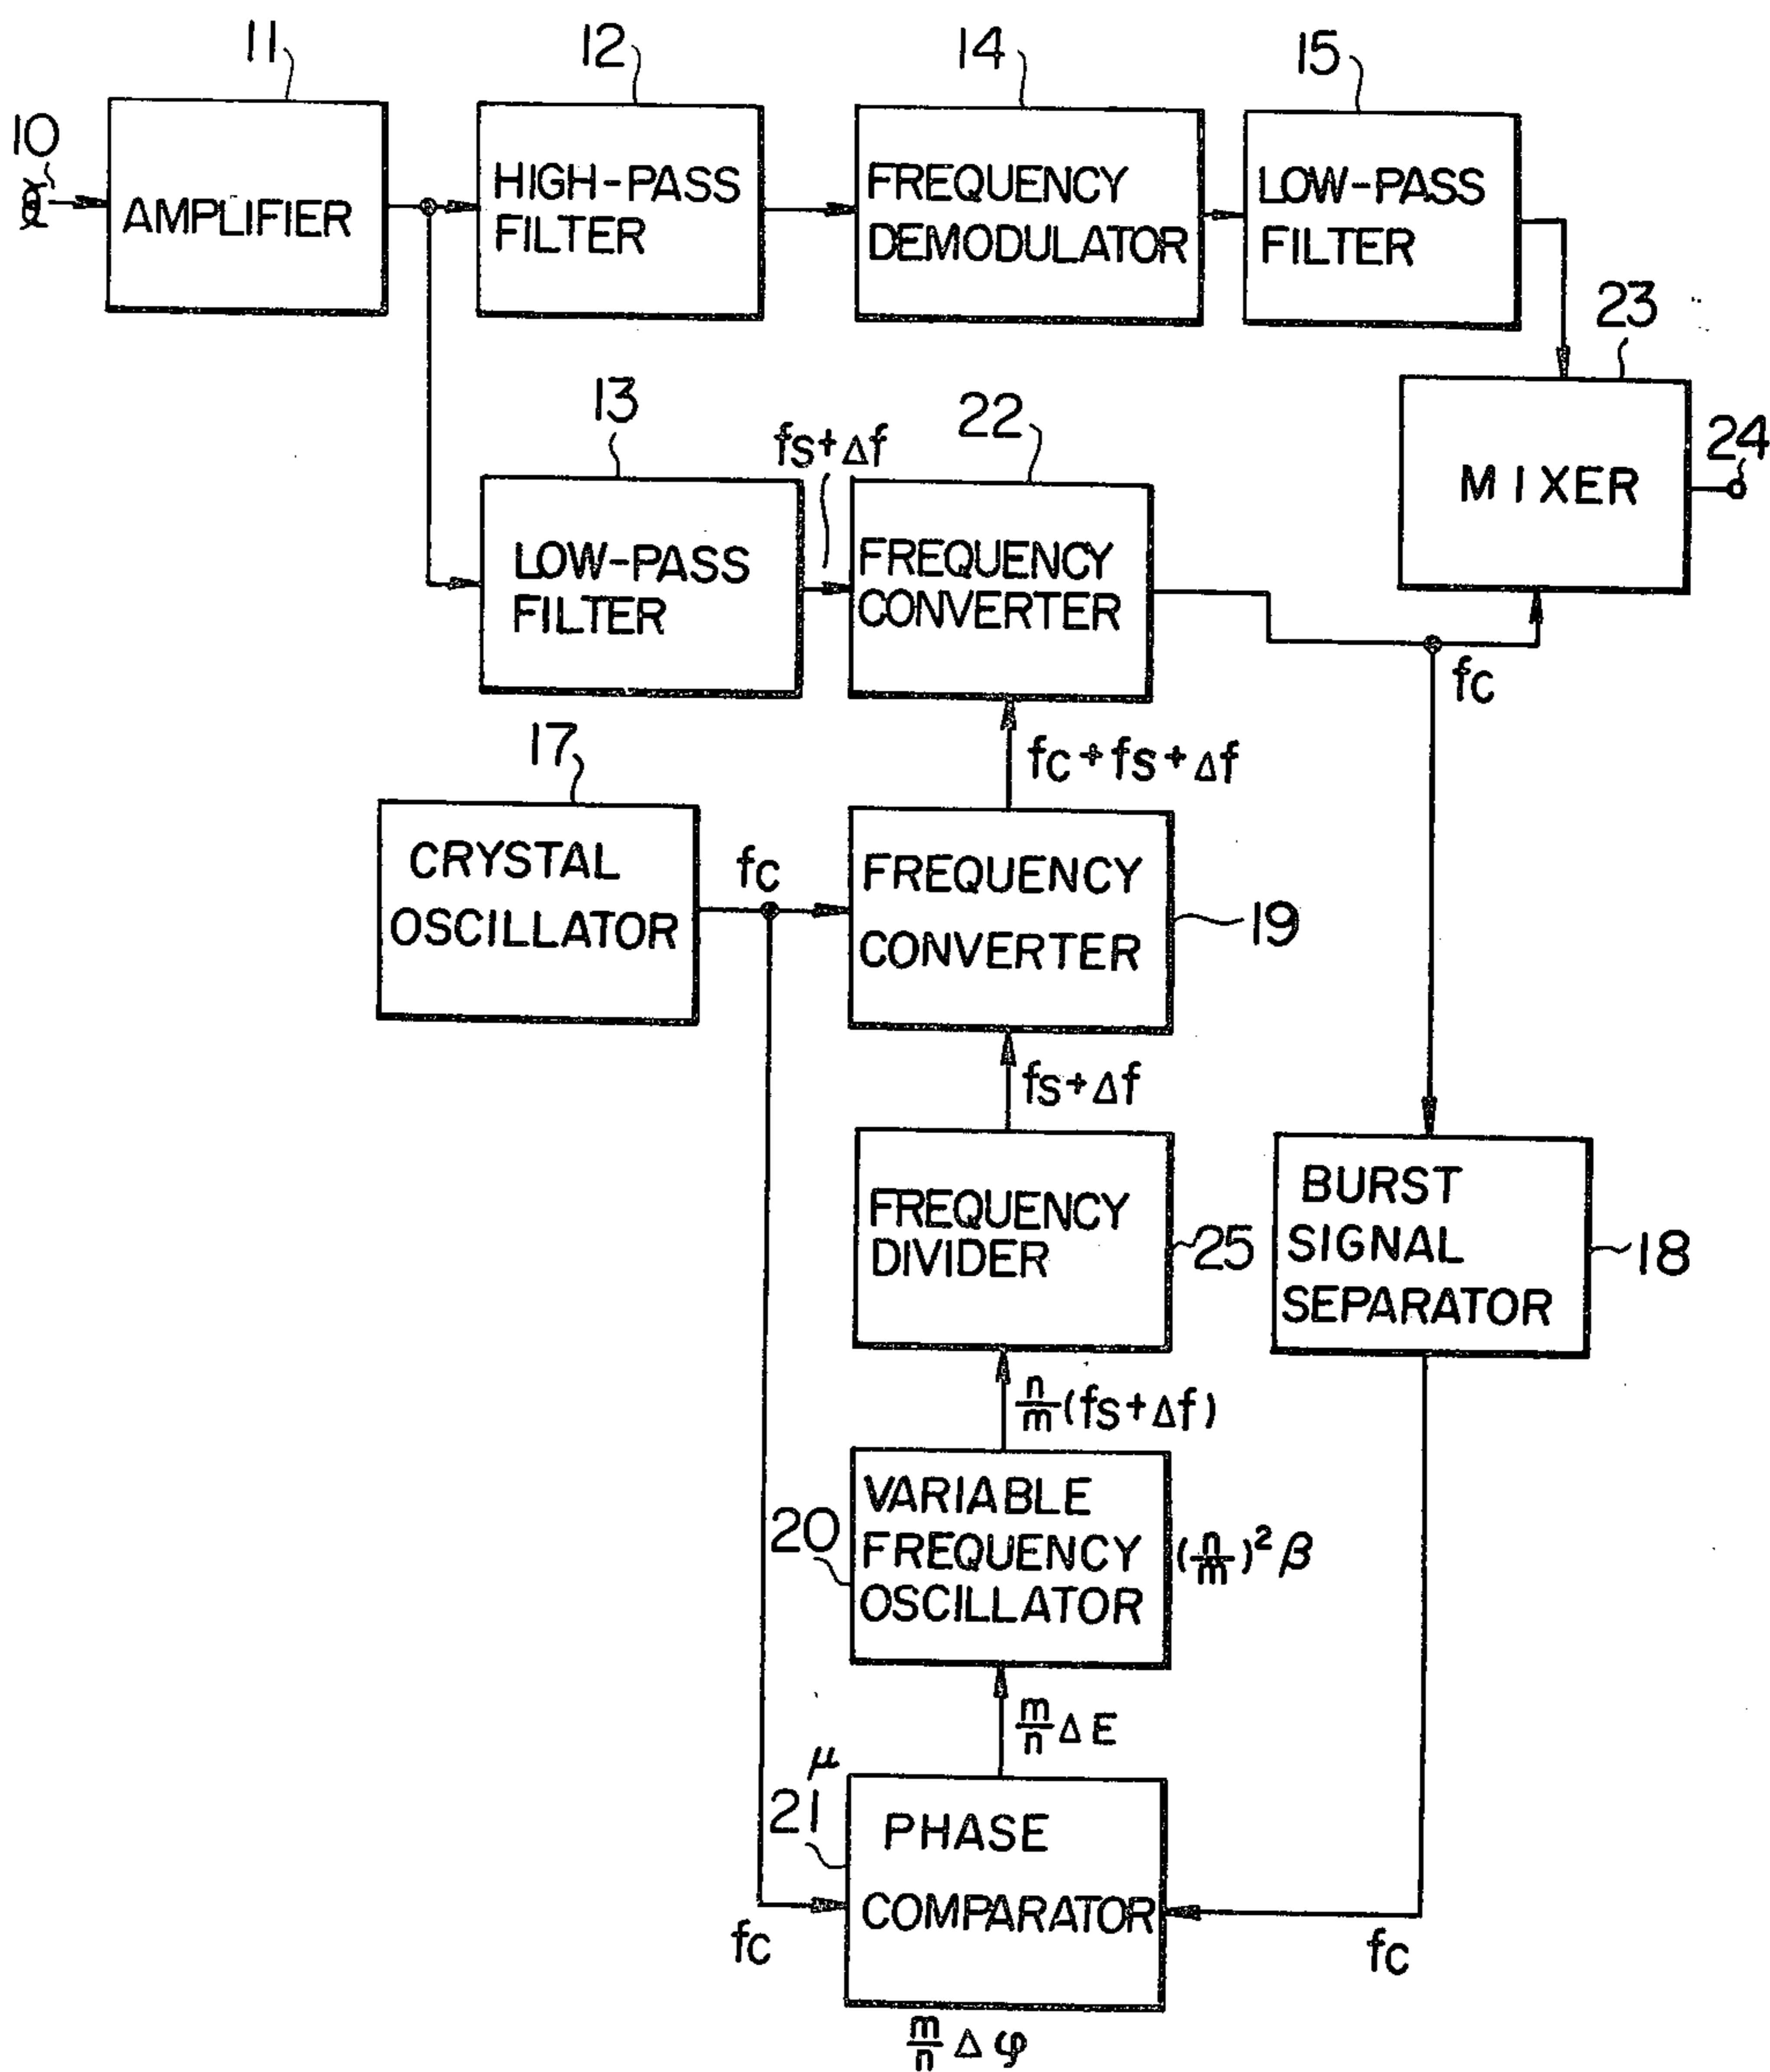 11
12
14
15
10
AMPLIFIER
HIGH-PASS
FILTER
FREQUENCY
DEMODULATOR
LOW-PASS
FILTER
23
13
fs+Δf
22
24
MIXER
LOW-PASS
FILTER
FREQUENCY
CONVERTER
fc
17
fc+fs+Δf
CRYSTAL
OSCILLATOR
fc
FREQUENCY
CONVERTER
19
fs+Δf
FREQUENCY
DIVIDER
25
BURST
SIGNAL
SEPARATOR
18
n/m(fs+Δf)
20
VARIABLE
FREQUENCY
OSCILLATOR
(n/m)²β
m/n ΔE
μ
21
PHASE
COMPARATOR
fc
fc
m/n Δφ